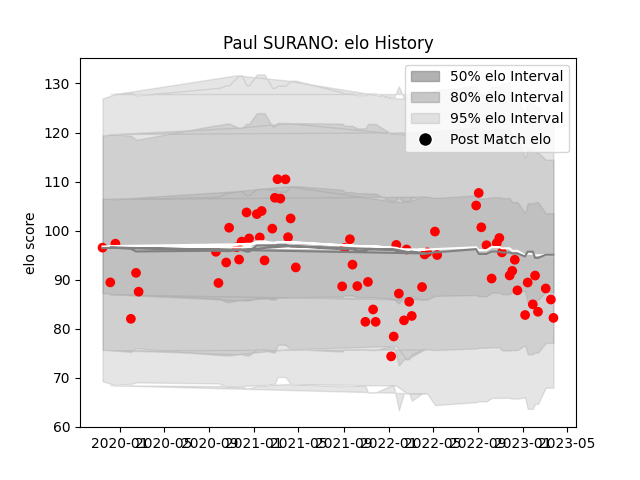 Paul SURANO: elo History
50% elo Interval
80% elo Interval
95% elo Interval
Post Match elo
elo score
130
120
110
100
90
80
70
60
2020-01 2020-05 2020-09 2021-01 2021-05 2021-09 2022-01 2022-05 2022-09 2023-01 2023-05